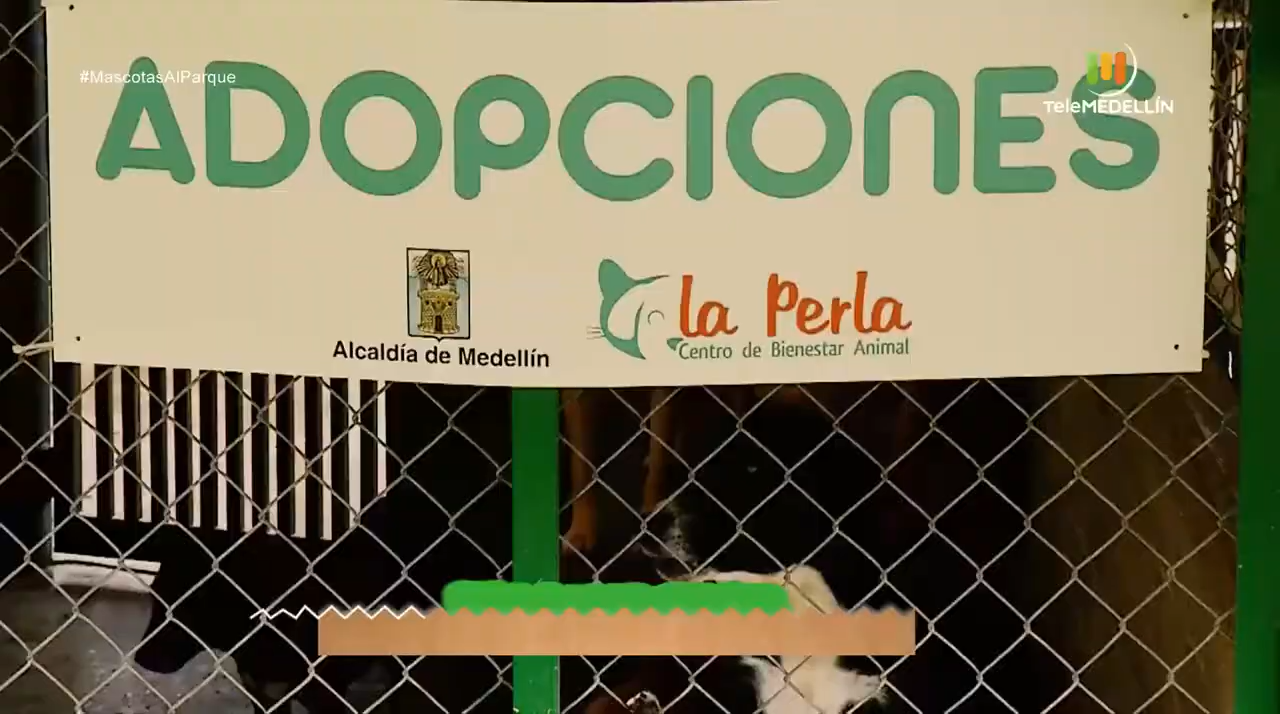 #MascotasAlParque
TeleMEDELLÍN
ADOPCIONES
Alcaldía de Medellín
la Perla
Centro de Bienestar Animal